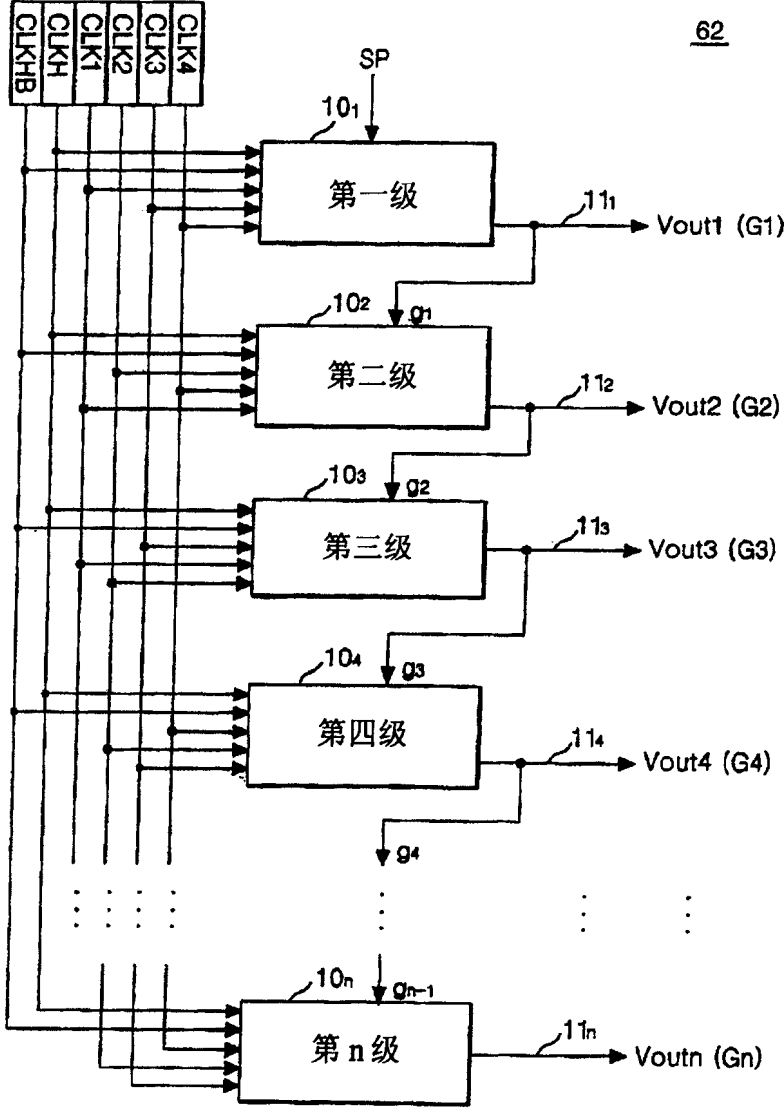 62
CLKHB
CLKH
CLK1
CLK2
CLK3
CLK4
SP
10₁
第一级
11₁
Vout1 (G1)
g₁
10₂
第二级
11₂
Vout2 (G2)
g₂
10₃
第三级
11₃
Vout3 (G3)
g₃
10₄
第四级
11₄
Vout4 (G4)
g₄
10ₙ
gₙ₋₁
第 n 级
11ₙ
Voutn (Gn)